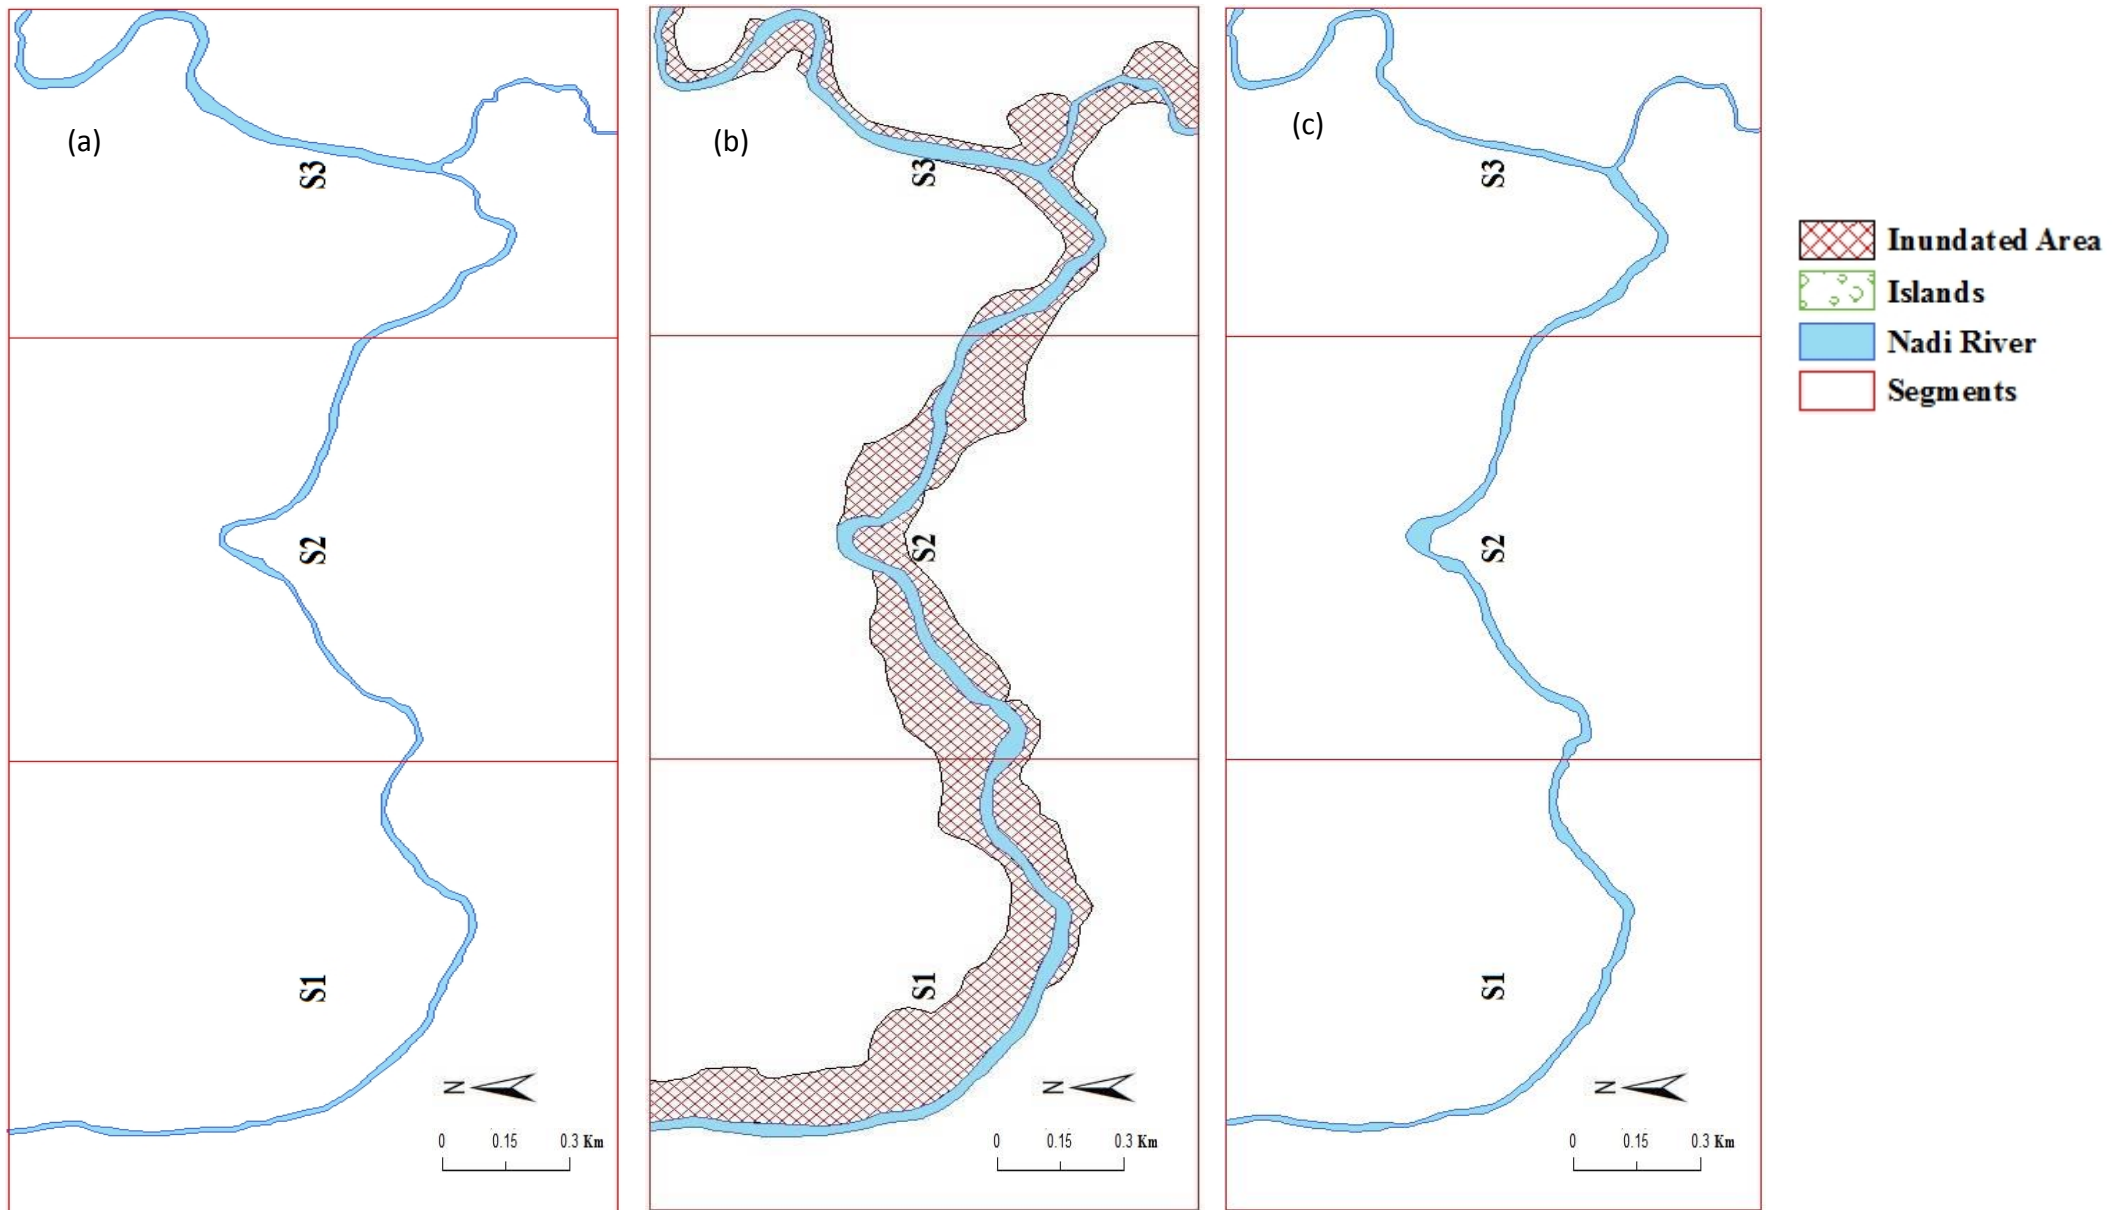 (a)
S3
S2
S1
N
0 0.15 0.3 Km
(b)
S3
S2
S1
N
0 0.15 0.3 Km
(c)
S3
S2
S1
N
0 0.15 0.3 Km
Inundated Area
Islands
Nadi River
Segments